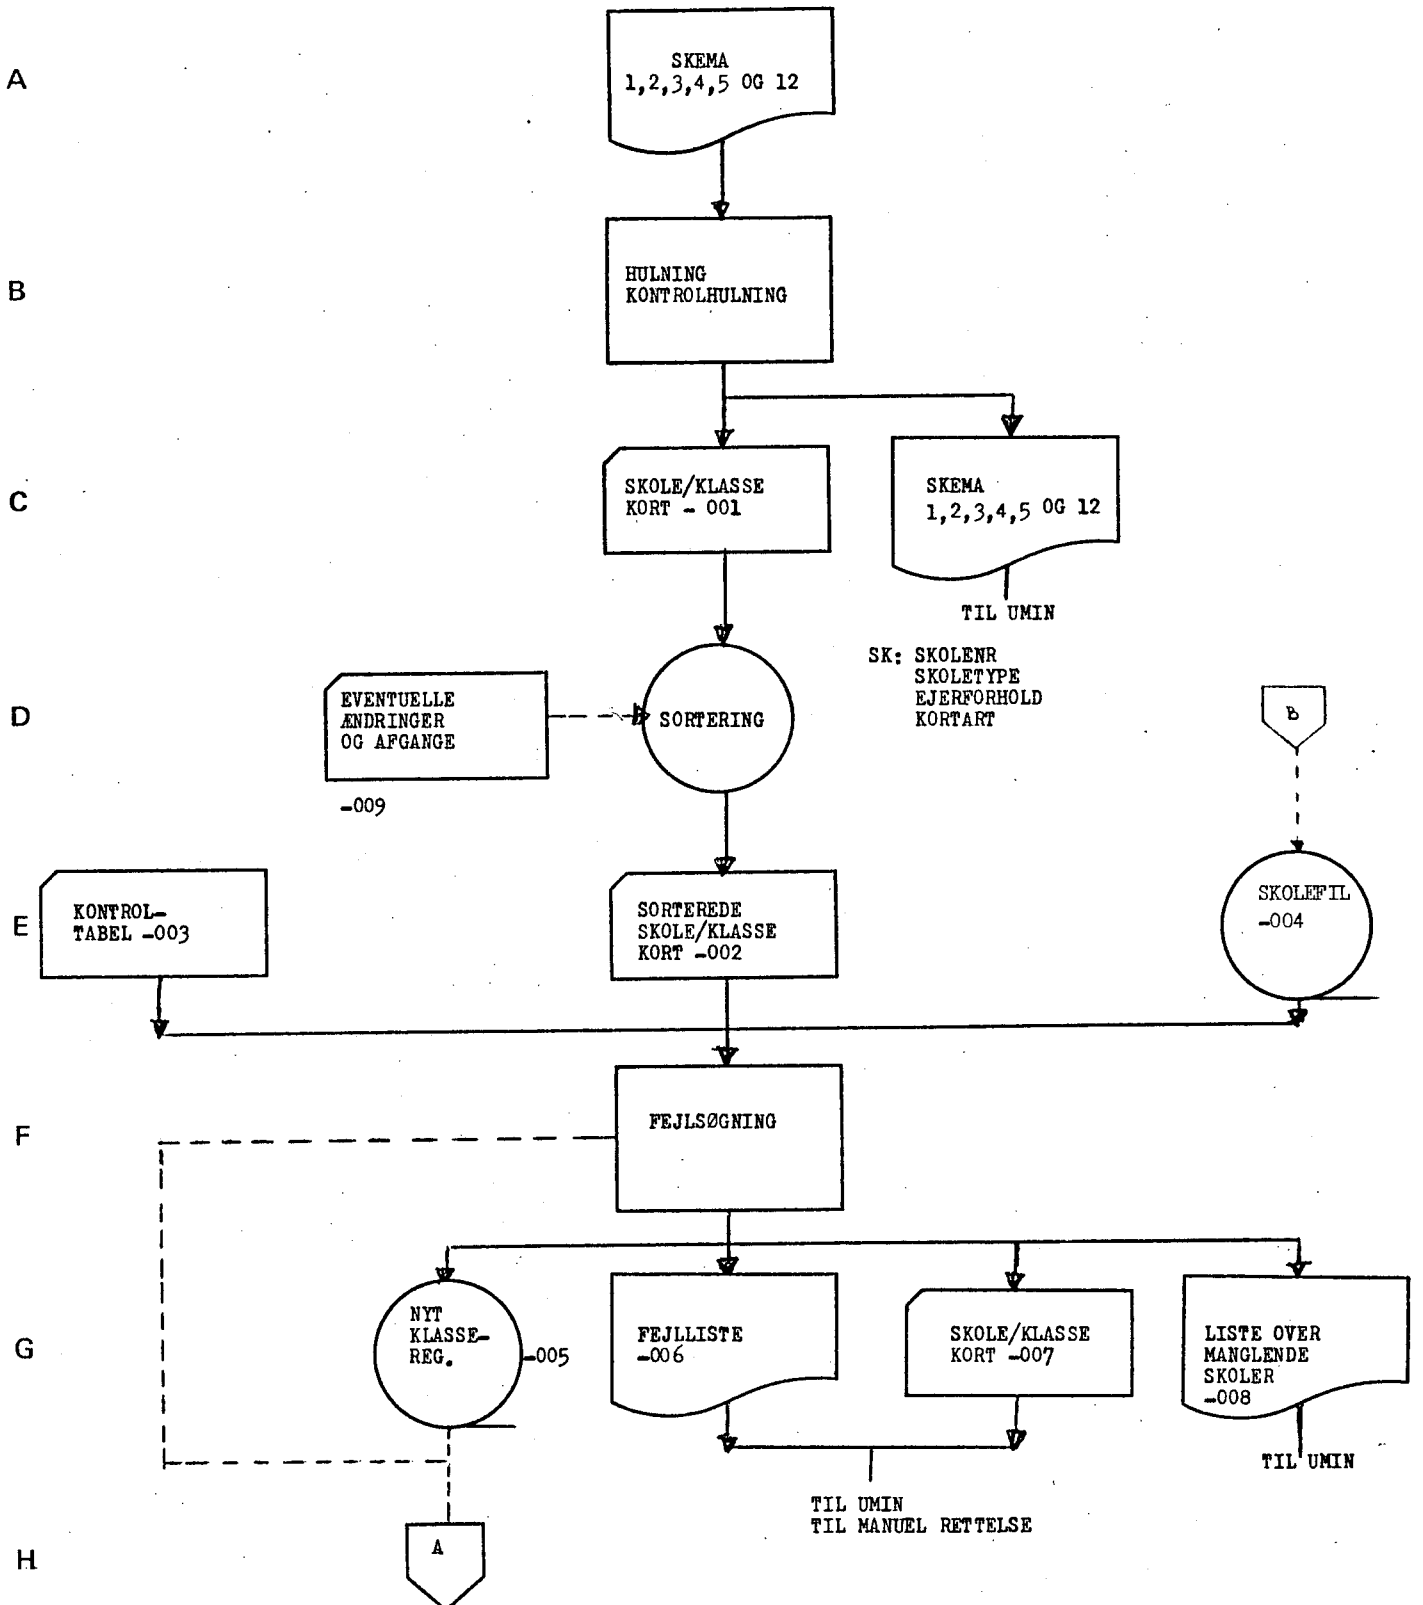 A
SKEMA
1,2,3,4,5 OG 12
B
HULNING
KONTROLHULNING
C
SKOLE/KLASSE
KORT - 001
SKEMA
1,2,3,4,5 OG 12
TIL UMIN
SK: SKOLENR
SKOLETYPE
EJERFORHOLD
KORTART
D
EVENTUELLE
ÆNDRINGER
OG AFGANGE
-009
SORTERING
B
E
KONTROL-
TABEL -003
SORTEREDE
SKOLE/KLASSE
KORT -002
SKOLEFIL
-004
F
FEJLSØGNING
G
NYT
KLASSE-
REG.
-005
FEJLLISTE
-006
SKOLE/KLASSE
KORT -007
LISTE OVER
MANGLENDE
SKOLER
-008
TIL UMIN
TIL UMIN
TIL MANUEL RETTELSE
H
A